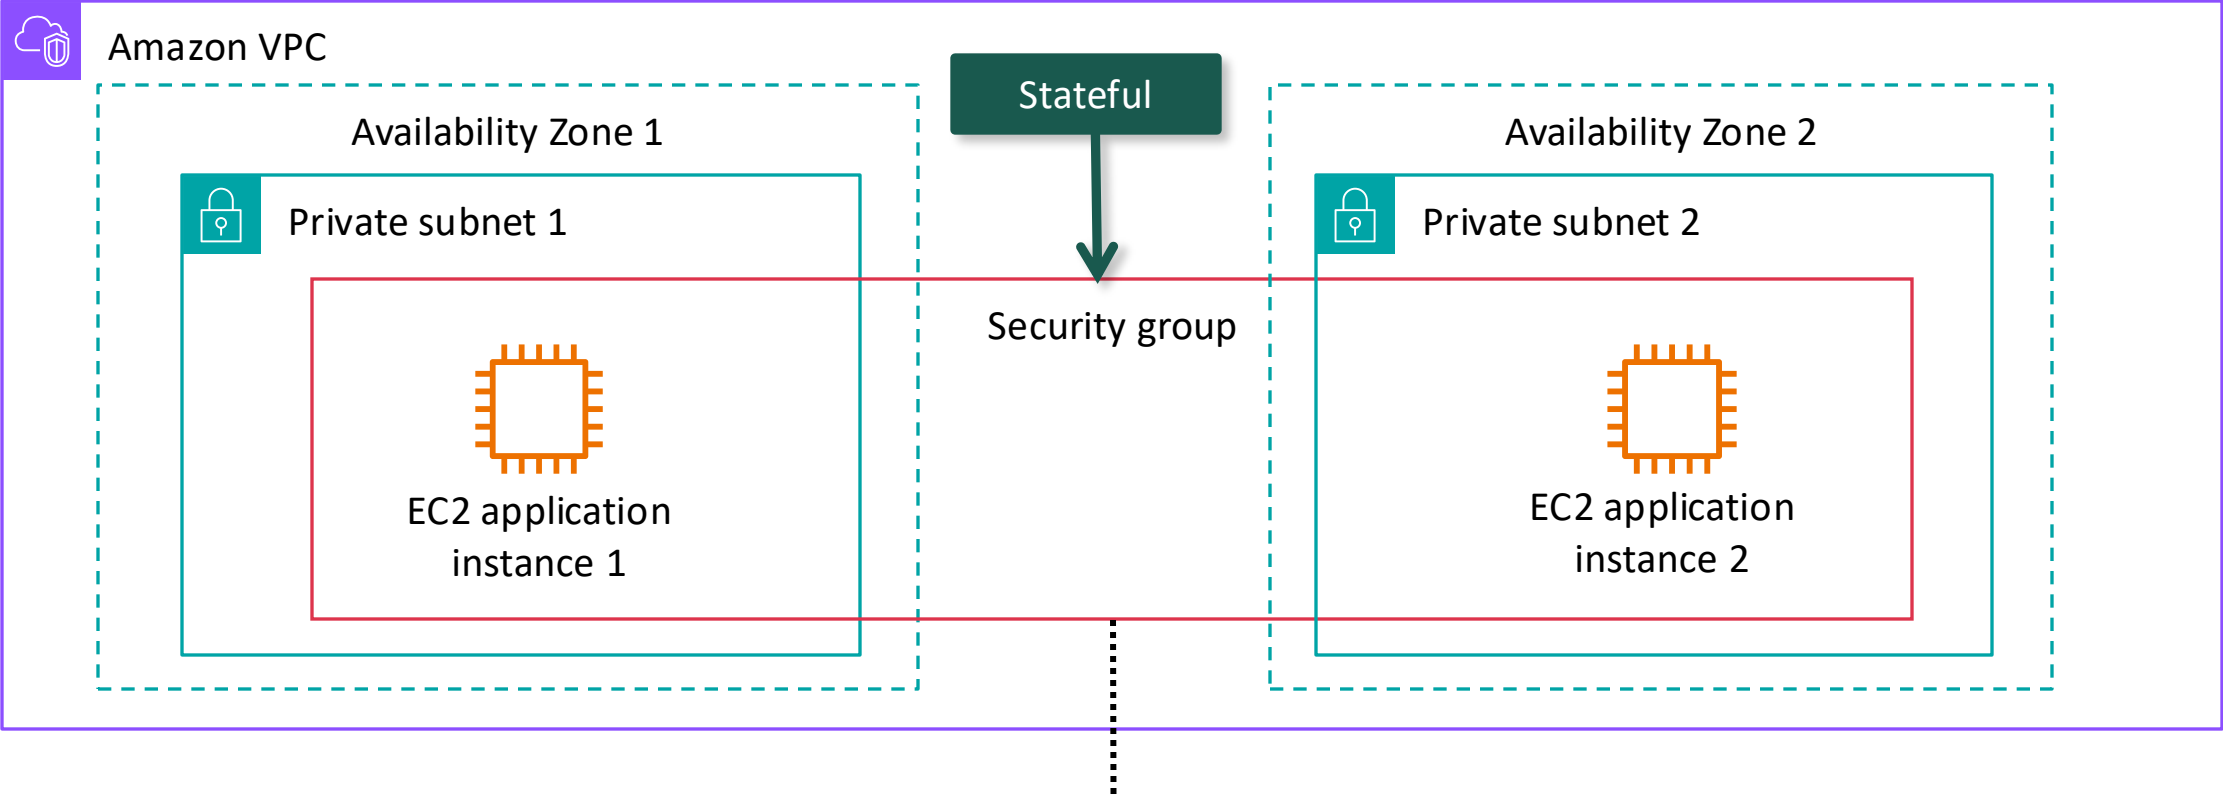 Amazon VPC
Stateful
Availability Zone 1
Availability Zone 2
Private subnet 1
Private subnet 2
Security group
EC2 application
instance 1
EC2 application
instance 2